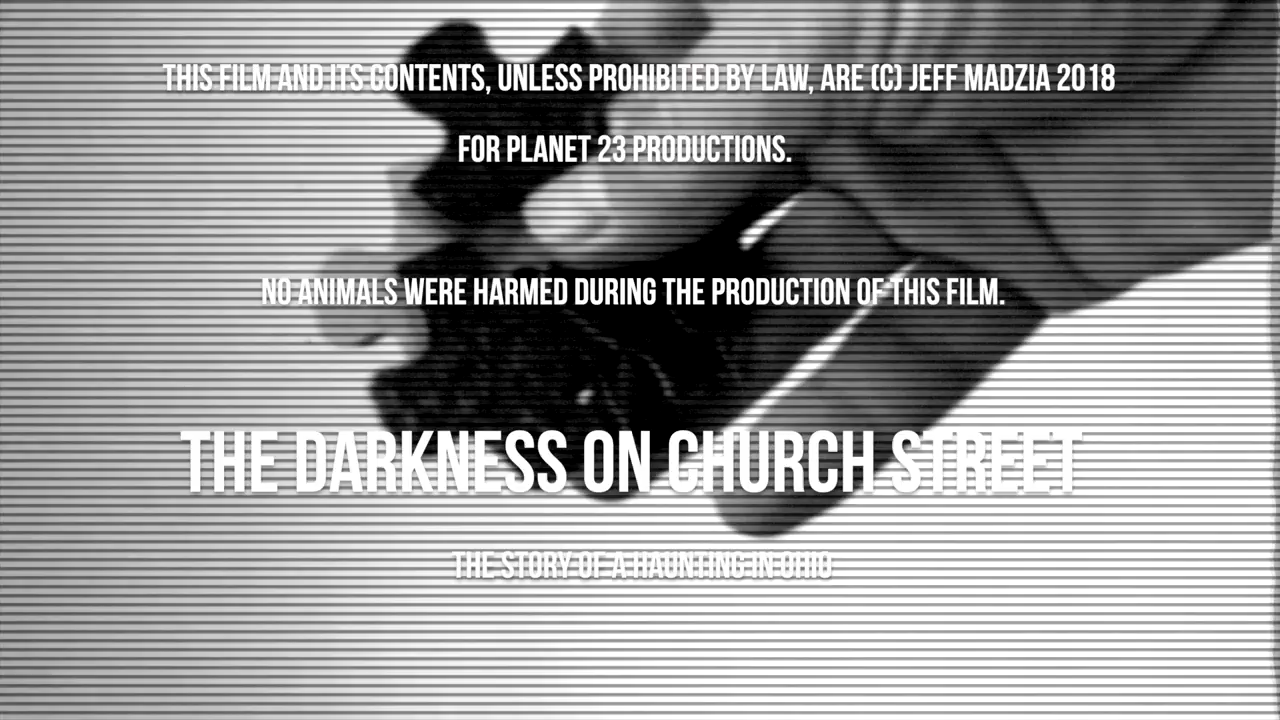 THIS FILM AND ITS CONTENTS, UNLESS PROHIBITED BY LAW, ARE (C) JEFF MADZIA 2018
FOR PLANET 23 PRODUCTIONS.
NO ANIMALS WERE HARMED DURING THE PRODUCTION OF THIS FILM.
THE DARKNESS ON CHURCH STREET
THE STORY OF A HAUNTING IN OHIO